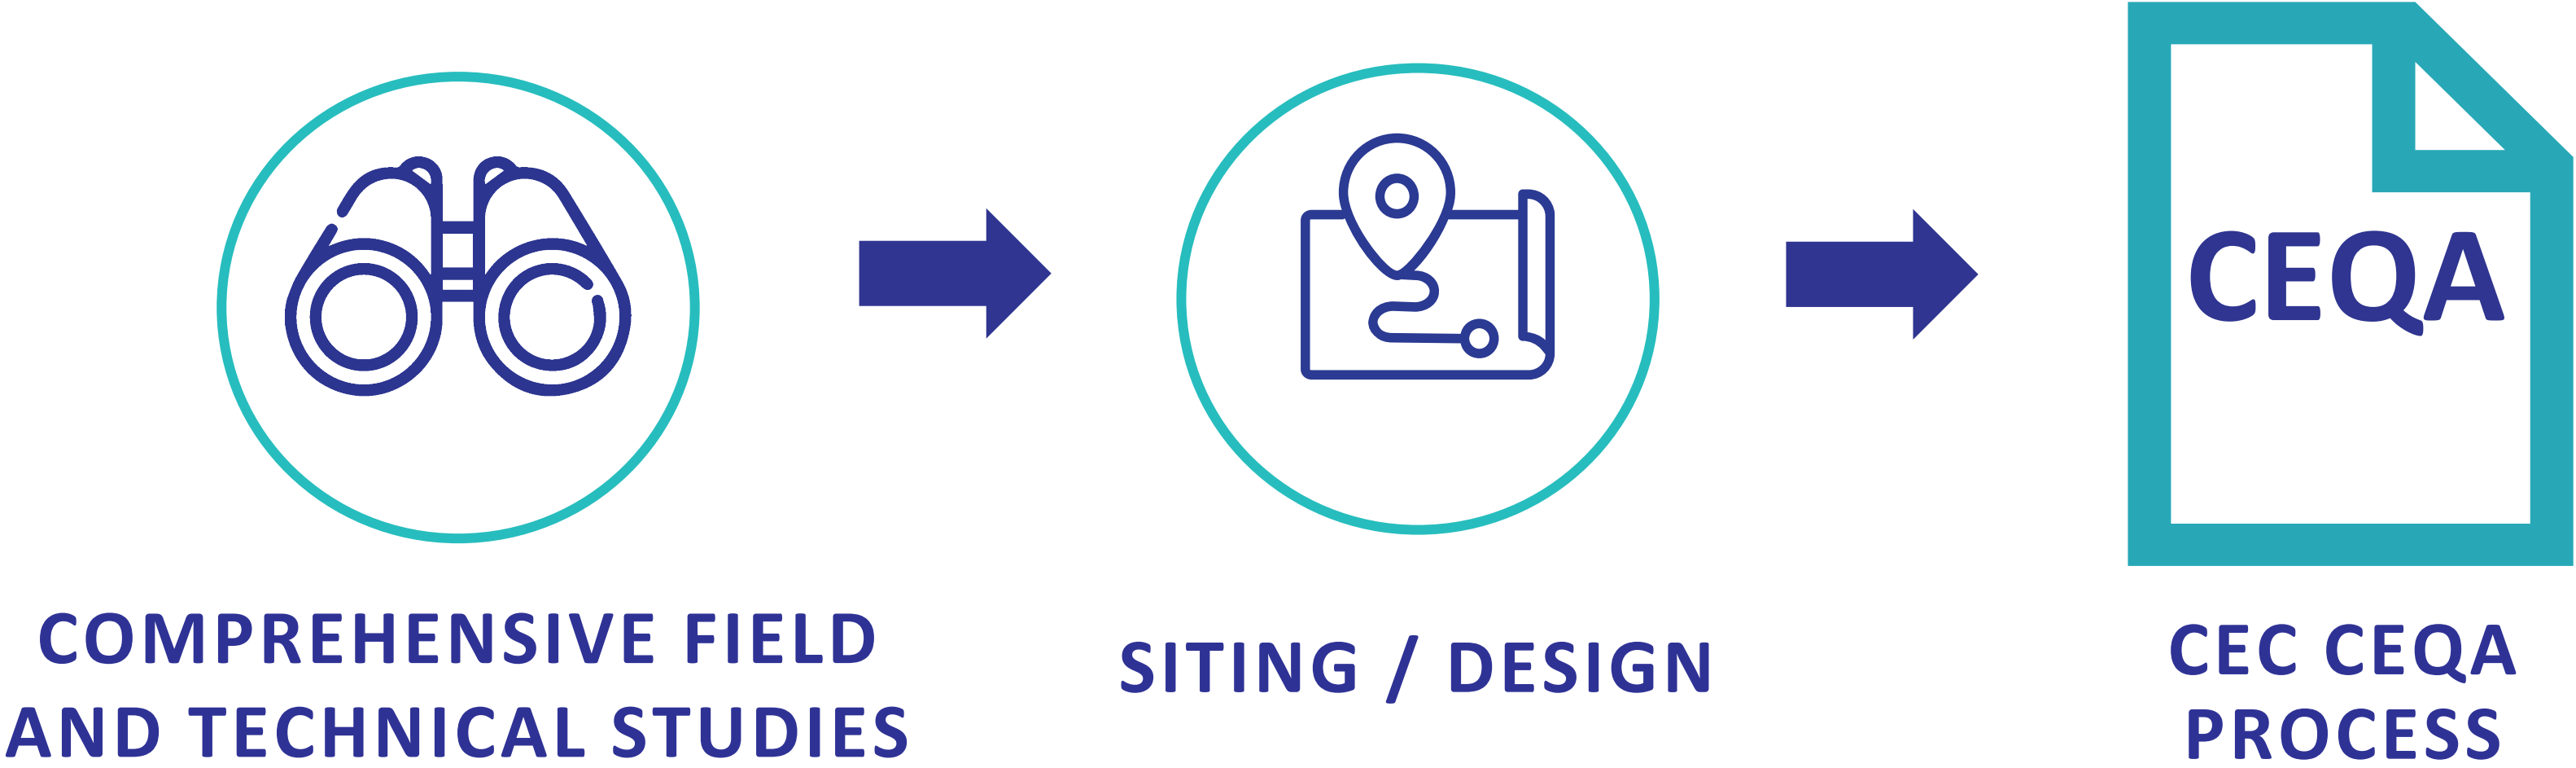 CEQA
COMPREHENSIVE FIELD
AND TECHNICAL STUDIES
SITING / DESIGN
CEC CEQA
PROCESS